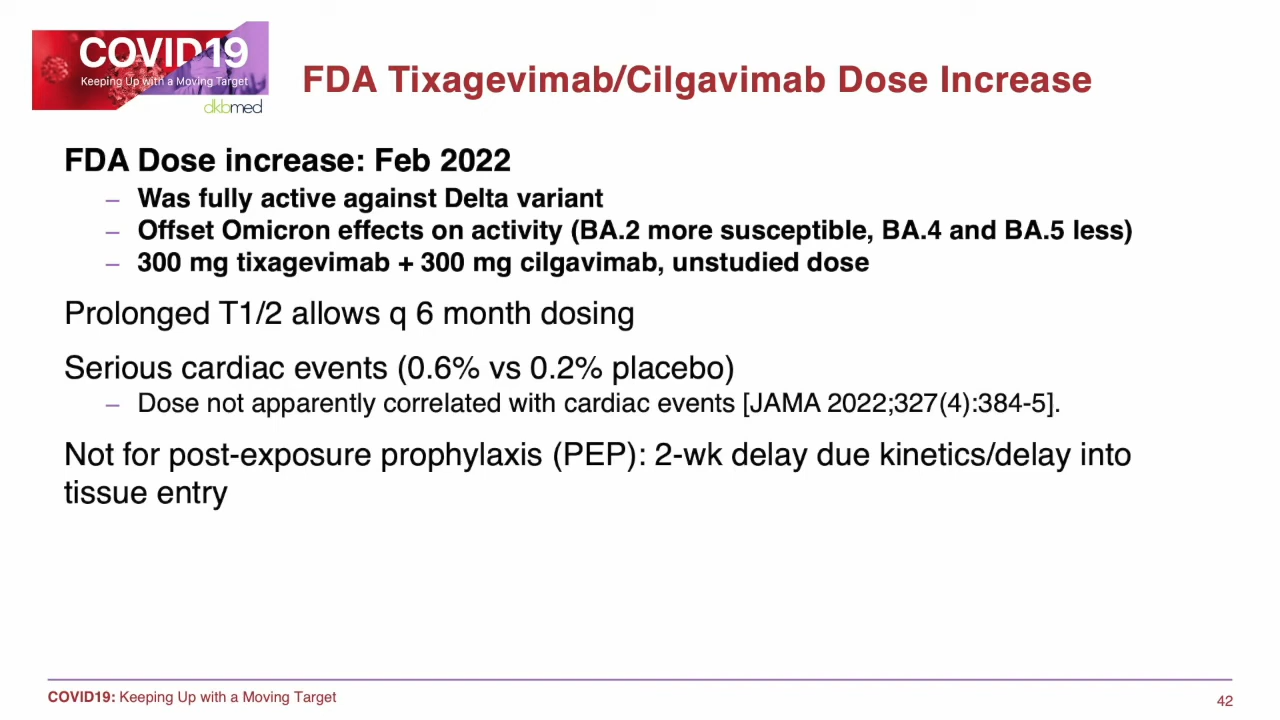 COVID19
Keeping Up with a Moving Target
dkbmed
FDA Tixagevimab/Cilgavimab Dose Increase
FDA Dose increase: Feb 2022
– Was fully active against Delta variant
– Offset Omicron effects on activity (BA.2 more susceptible, BA.4 and BA.5 less)
– 300 mg tixagevimab + 300 mg cilgavimab, unstudied dose
Prolonged T1/2 allows q 6 month dosing
Serious cardiac events (0.6% vs 0.2% placebo)
– Dose not apparently correlated with cardiac events [JAMA 2022;327(4):384-5].
Not for post-exposure prophylaxis (PEP): 2-wk delay due kinetics/delay into
tissue entry
COVID19: Keeping Up with a Moving Target
42